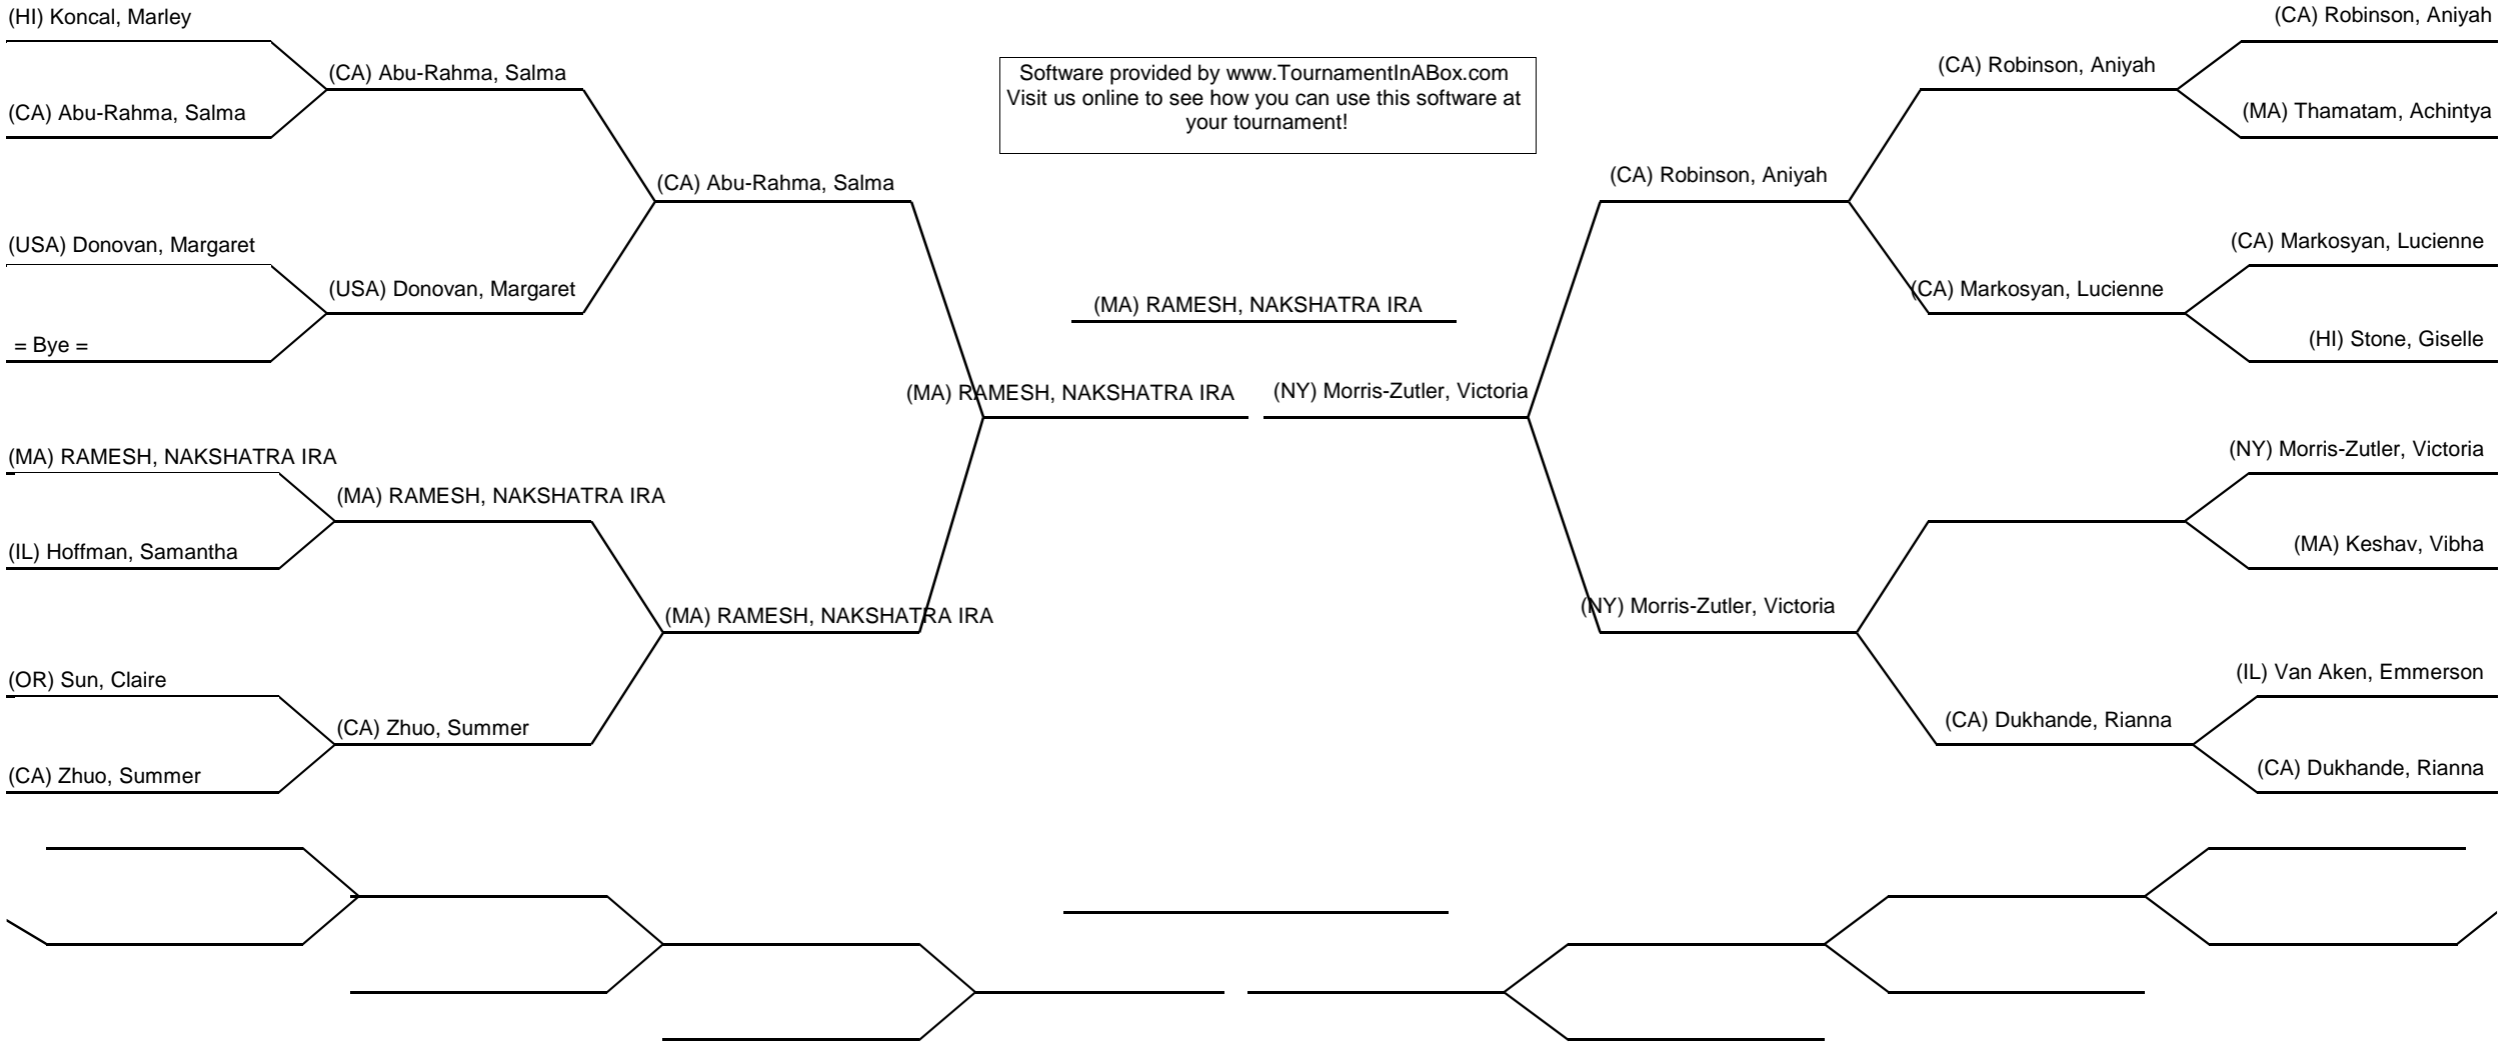 (HI) Koncal, Marley
(CA) Abu-Rahma, Salma
(USA) Donovan, Margaret
= Bye =
(MA) RAMESH, NAKSHATRA IRA
(IL) Hoffman, Samantha
(OR) Sun, Claire
(CA) Zhuo, Summer
(CA) Abu-Rahma, Salma
(USA) Donovan, Margaret
(MA) RAMESH, NAKSHATRA IRA
(CA) Zhuo, Summer
(CA) Abu-Rahma, Salma
(MA) RAMESH, NAKSHATRA IRA
(MA) RAMESH, NAKSHATRA IRA
Software provided by www.TournamentInABox.com
Visit us online to see how you can use this software at
your tournament!
(MA) RAMESH, NAKSHATRA IRA
(NY) Morris-Zutler, Victoria
(CA) Robinson, Aniyah
(NY) Morris-Zutler, Victoria
(CA) Robinson, Aniyah
(CA) Markosyan, Lucienne
(CA) Dukhande, Rianna
(CA) Robinson, Aniyah
(MA) Thamatam, Achintya
(CA) Markosyan, Lucienne
(HI) Stone, Giselle
(NY) Morris-Zutler, Victoria
(MA) Keshav, Vibha
(IL) Van Aken, Emmerson
(CA) Dukhande, Rianna